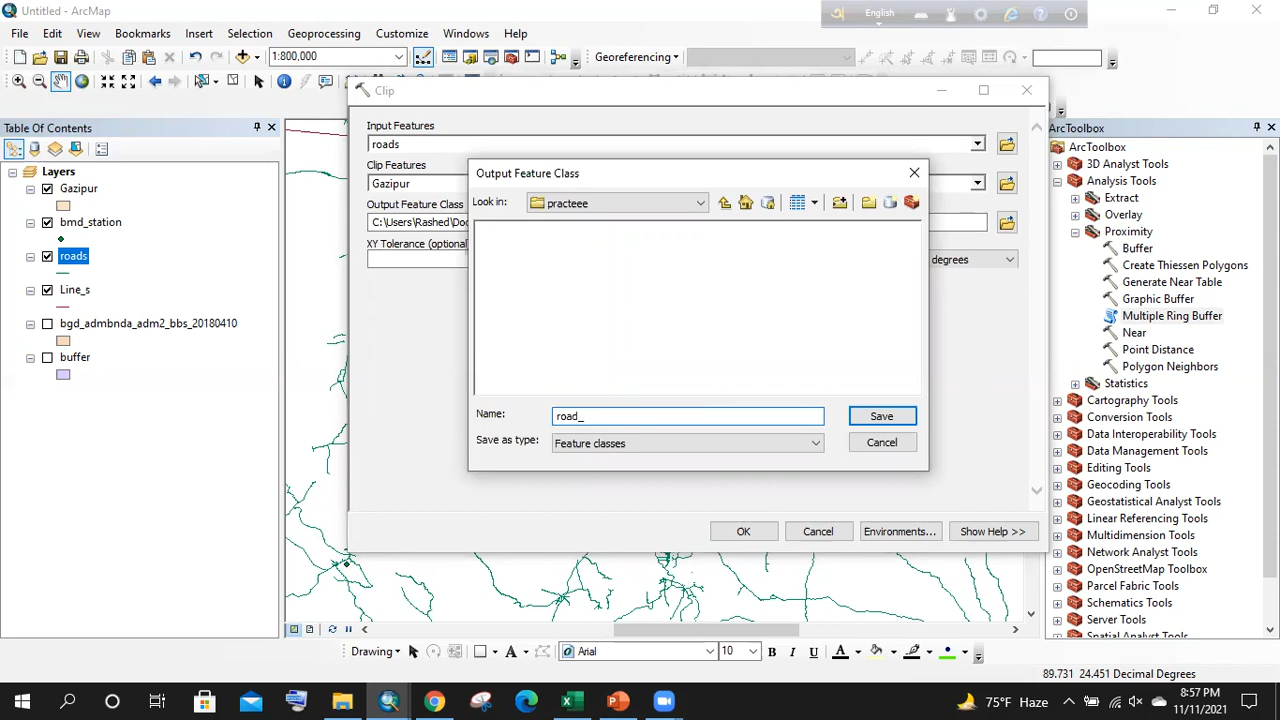 Untitled - ArcMap
English
File Edit View Bookmarks Insert Selection Geoprocessing Customize Windows Help
1:800,000
Georeferencing
Table Of Contents
Layers
Gazipur
bmd_station
roads
Line_s
bgd_admbnda_adm2_bbs_20180410
buffer
Clip
Input Features
roads
Clip Features
Gazipur
Output Feature Class
C:\Users\Rashed\Doc
XY Tolerance (optional
degrees
Output Feature Class
Look in: practeee
Name: road_ Save
Save as type: Feature classes Cancel
OK Cancel Environments... Show Help >>
ArcToolbox
ArcToolbox
3D Analyst Tools
Analysis Tools
Extract
Overlay
Proximity
Buffer
Create Thiessen Polygons
Generate Near Table
Graphic Buffer
Multiple Ring Buffer
Near
Point Distance
Polygon Neighbors
Statistics
Cartography Tools
Conversion Tools
Data Interoperability Tools
Data Management Tools
Editing Tools
Geocoding Tools
Geostatistical Analyst Tools
Linear Referencing Tools
Multidimension Tools
Network Analyst Tools
OpenStreetMap Toolbox
Parcel Fabric Tools
Schematics Tools
Server Tools
Spatial Analyst Tools
Drawing Arial 10 B I U A
89.731 24.451 Decimal Degrees
75°F Haze
8:57 PM
11/11/2021